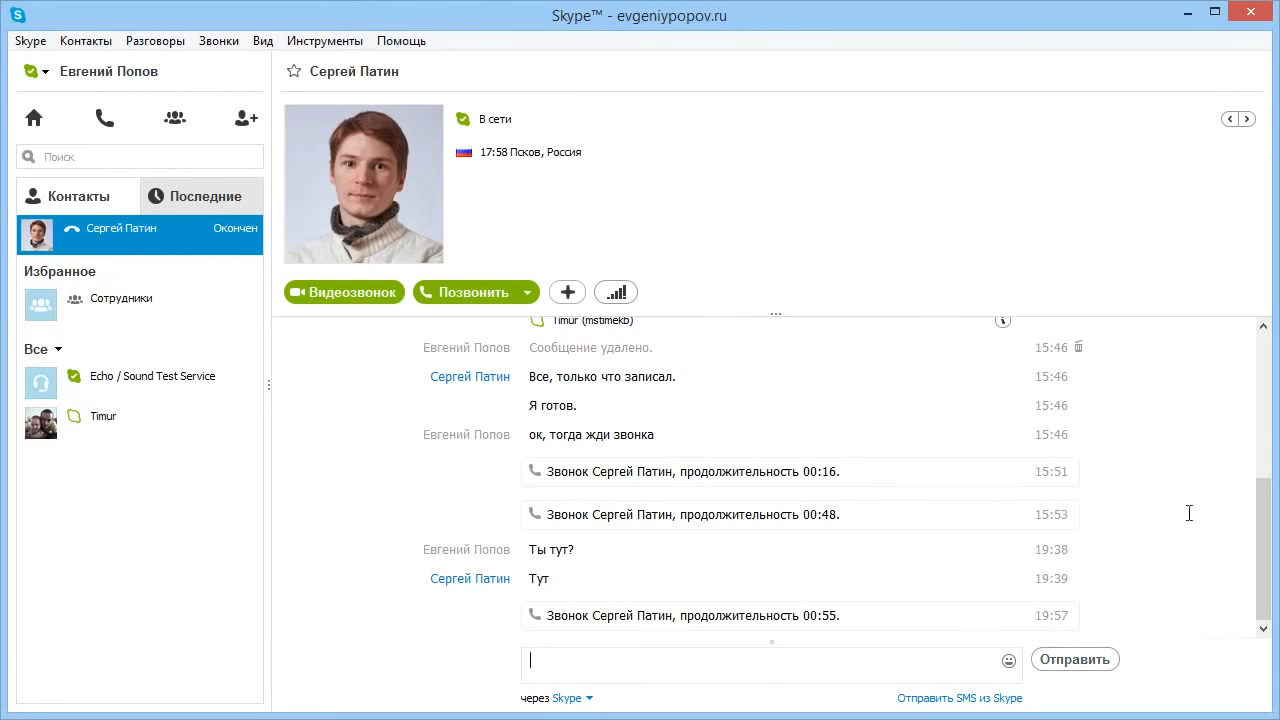 Skype™ - evgeniypopov.ru
Skype Контакты Разговоры Звонки Вид Инструменты Помощь
Евгений Попов
Поиск
Контакты Последние
Сергей Патин Окончен
Избранное
Сотрудники
Все
Echo / Sound Test Service
Timur
Сергей Патин
В сети
17:58 Псков, Россия
Видеозвонок Позвонить
Timur (mstimekb)
Евгений Попов Сообщение удалено. 15:46
Сергей Патин Все, только что записал. 15:46
Я готов. 15:46
Евгений Попов ок, тогда жди звонка 15:46
Звонок Сергей Патин, продолжительность 00:16. 15:51
Звонок Сергей Патин, продолжительность 00:48. 15:53
Евгений Попов Ты тут? 19:38
Сергей Патин Тут 19:39
Звонок Сергей Патин, продолжительность 00:55. 19:57
Отправить
через Skype Отправить SMS из Skype